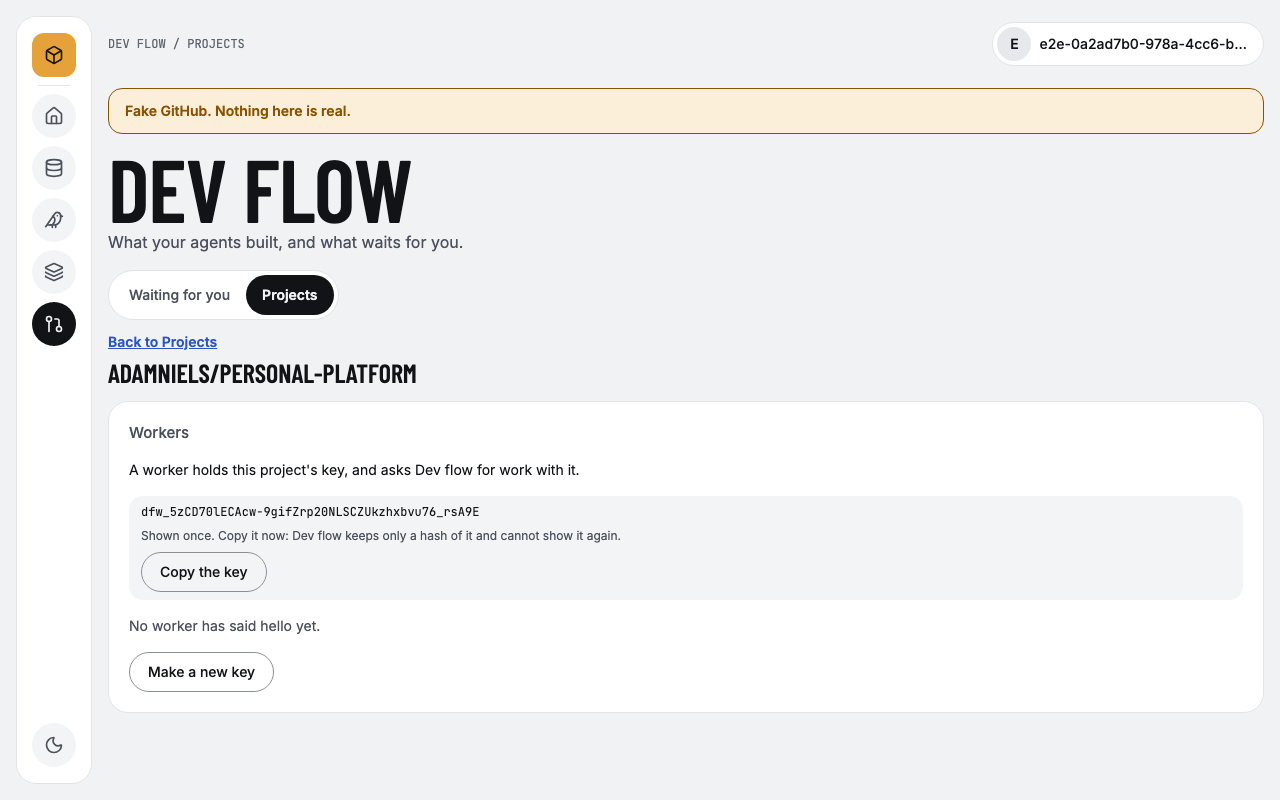 DEV FLOW / PROJECTS
E
e2e-0a2ad7b0-978a-4cc6-b...
Fake GitHub. Nothing here is real.
DEV FLOW
What your agents built, and what waits for you.
Waiting for you
Projects
Back to Projects
ADAMNIELS/PERSONAL-PLATFORM
Workers
A worker holds this project's key, and asks Dev flow for work with it.
dfw_5zCD70lECAcw-9gifZrp20NLSCZUkzhxbvu76_rsA9E
Shown once. Copy it now: Dev flow keeps only a hash of it and cannot show it again.
Copy the key
No worker has said hello yet.
Make a new key